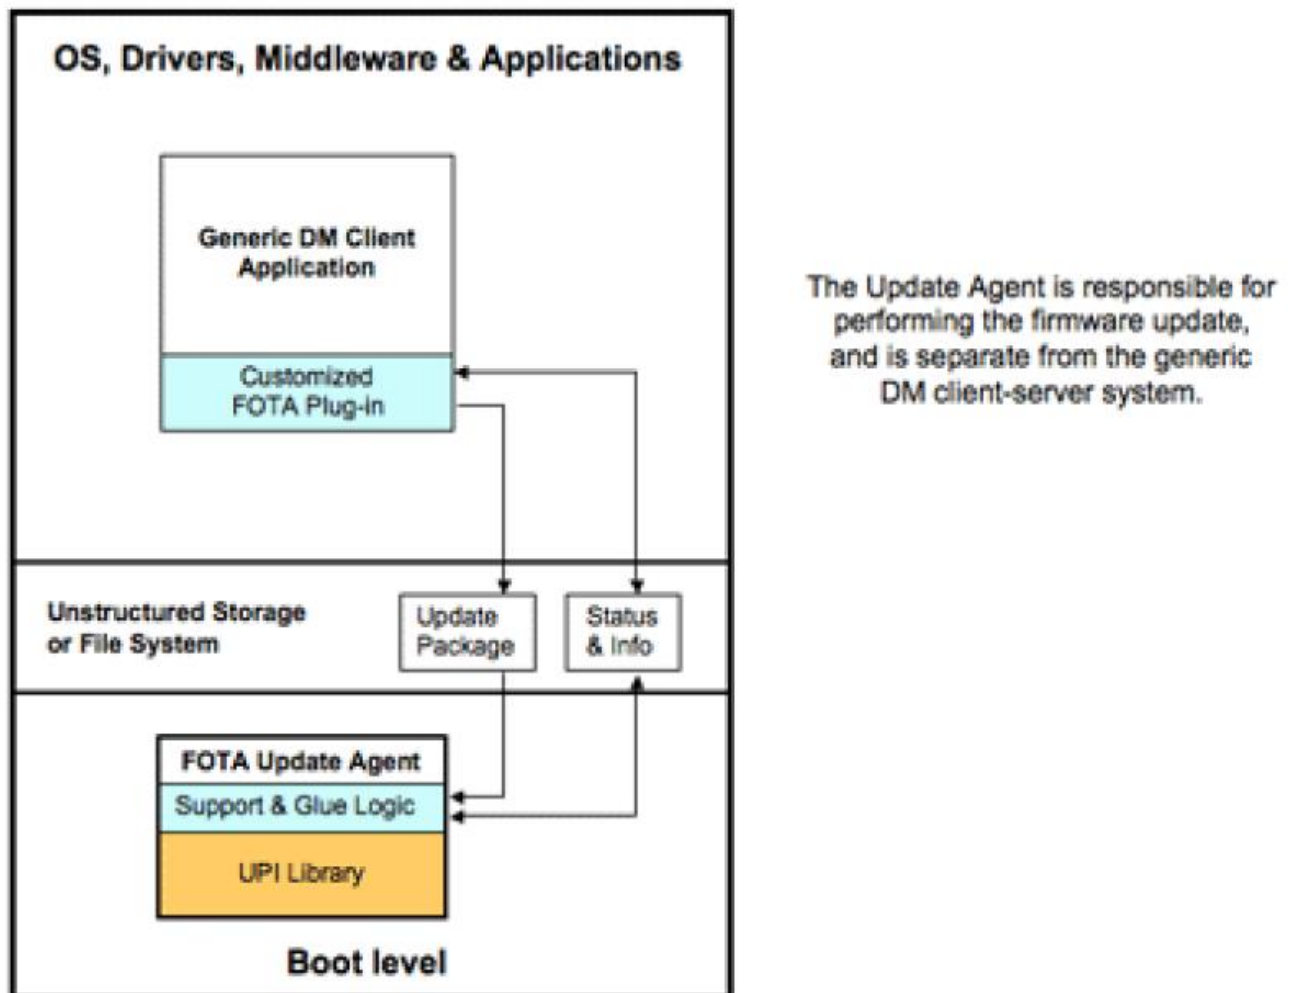 OS, Drivers, Middleware & Applications
Generic DM Client
Application
Customized
FOTA Plug-in
The Update Agent is responsible for
performing the firmware update,
and is separate from the generic
DM client-server system.
Unstructured Storage
or File System
Update
Package
Status
& Info
FOTA Update Agent
Support & Glue Logic
UPI Library
Boot level